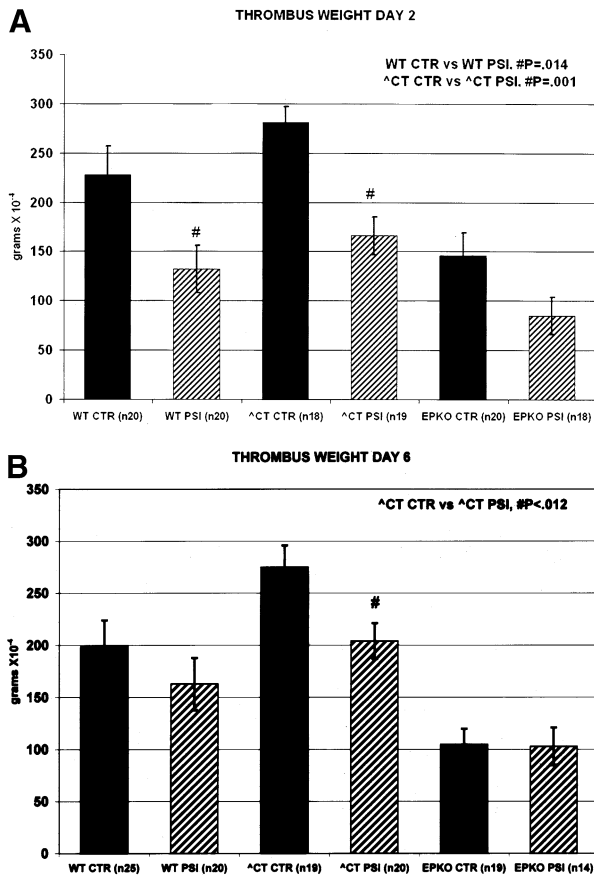 A
THROMBUS WEIGHT DAY 2
WT CTR vs WT PSI. #P=.014
^CT CTR vs ^CT PSI. #P=.001
350
300
250
200
150
100
50
0
grams X 10⁻⁴
#
#
WT CTR (n20) WT PSI (n20) ^CT CTR (n18) ^CT PSI (n19 EPKO CTR (n20) EPKO PSI (n18)
B
THROMBUS WEIGHT DAY 6
^CT CTR vs ^CT PSI, #P<.012
350
300
250
200
150
100
50
0
grams X10⁻⁴
#
WT CTR (n25) WT PSI (n20) ^CT CTR (n19) ^CT PSI (n20) EPKO CTR (n19) EPKO PSI (n14)